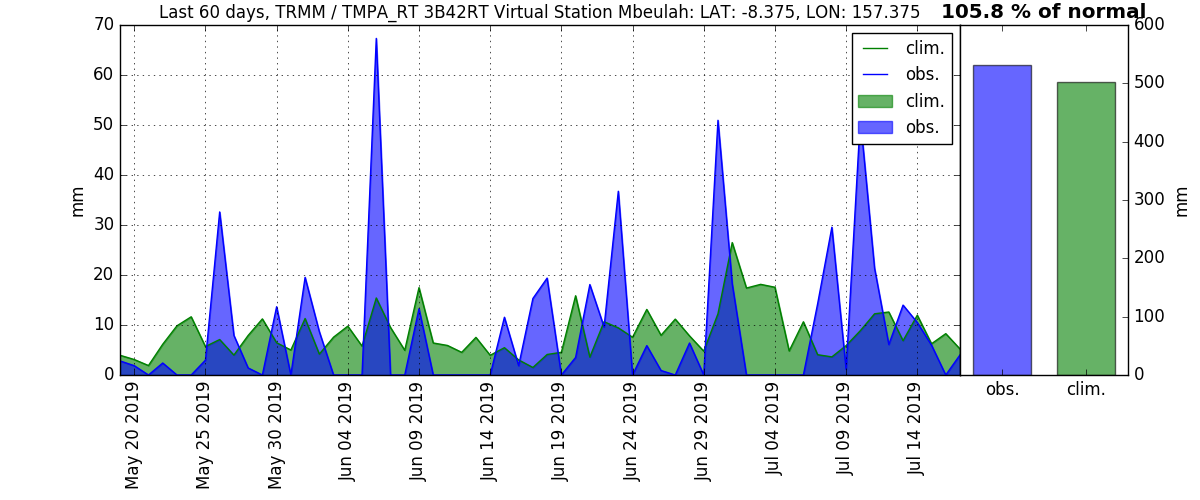 Last 60 days, TRMM / TMPA_RT 3B42RT Virtual Station Mbeulah: LAT: -8.375, LON: 157.375
105.8 % of normal
70
60
50
40
30
20
10
0
mm
clim.
obs.
clim.
obs.
600
500
400
300
200
100
0
mm
obs.
clim.
May 20 2019
May 25 2019
May 30 2019
Jun 04 2019
Jun 09 2019
Jun 14 2019
Jun 19 2019
Jun 24 2019
Jun 29 2019
Jul 04 2019
Jul 09 2019
Jul 14 2019